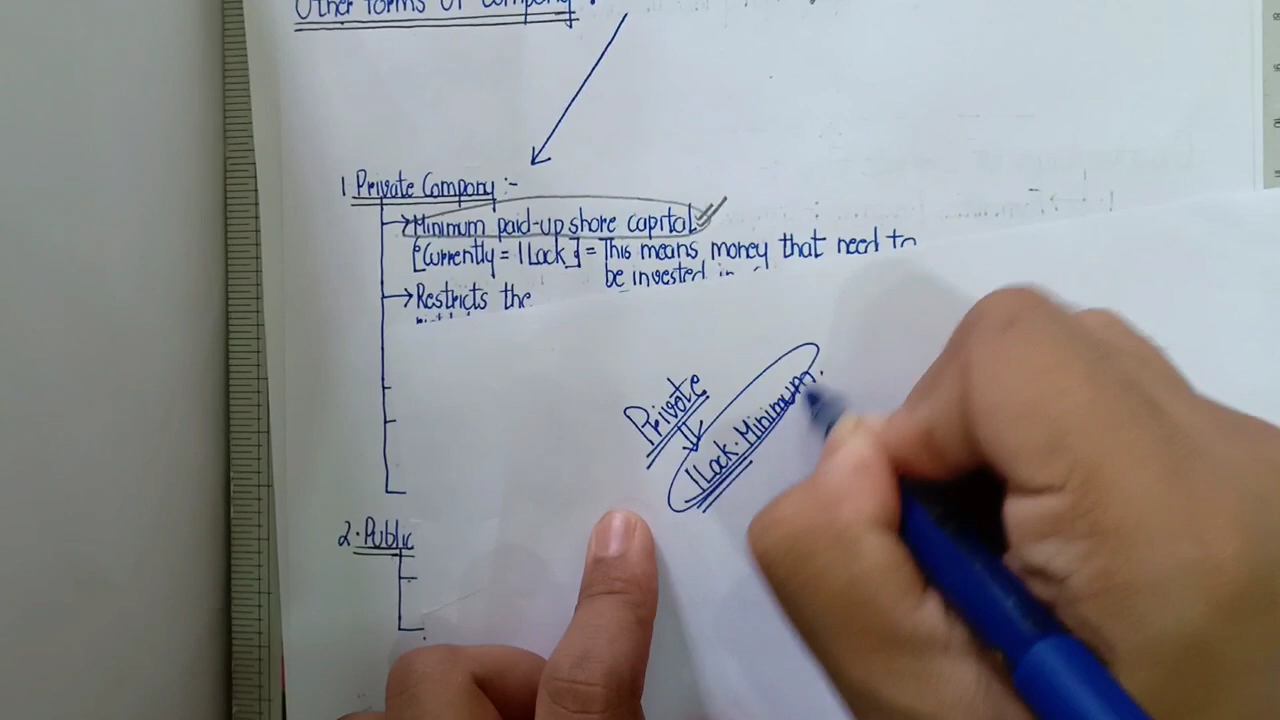 Other forms of Company :
1 Private Company :-
Minimum paid-up share capital
[Currently = 1 Lack] = This means money that need to
be invested in
Restricts the
Private
1 Lack. Minimum.
2. Public